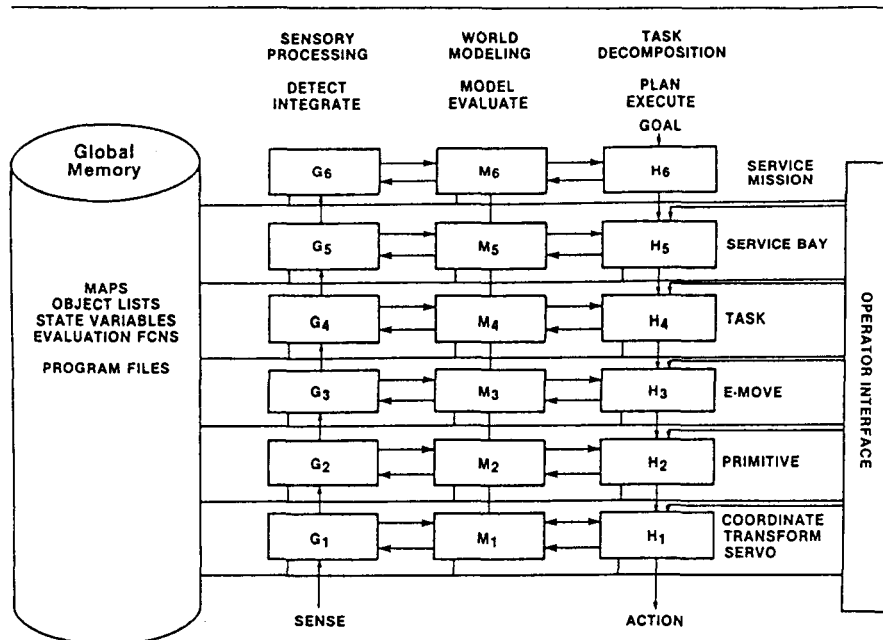 SENSORY PROCESSING
DETECT INTEGRATE
WORLD MODELING
MODEL EVALUATE
TASK DECOMPOSITION
PLAN EXECUTE
GOAL
Global
Memory
MAPS
OBJECT LISTS
STATE VARIABLES
EVALUATION FCNS
PROGRAM FILES
G6
M6
H6
SERVICE
MISSION
G5
M5
H5
SERVICE BAY
G4
M4
H4
TASK
G3
M3
H3
E-MOVE
G2
M2
H2
PRIMITIVE
G1
M1
H1
COORDINATE
TRANSFORM
SERVO
SENSE
ACTION
OPERATOR INTERFACE